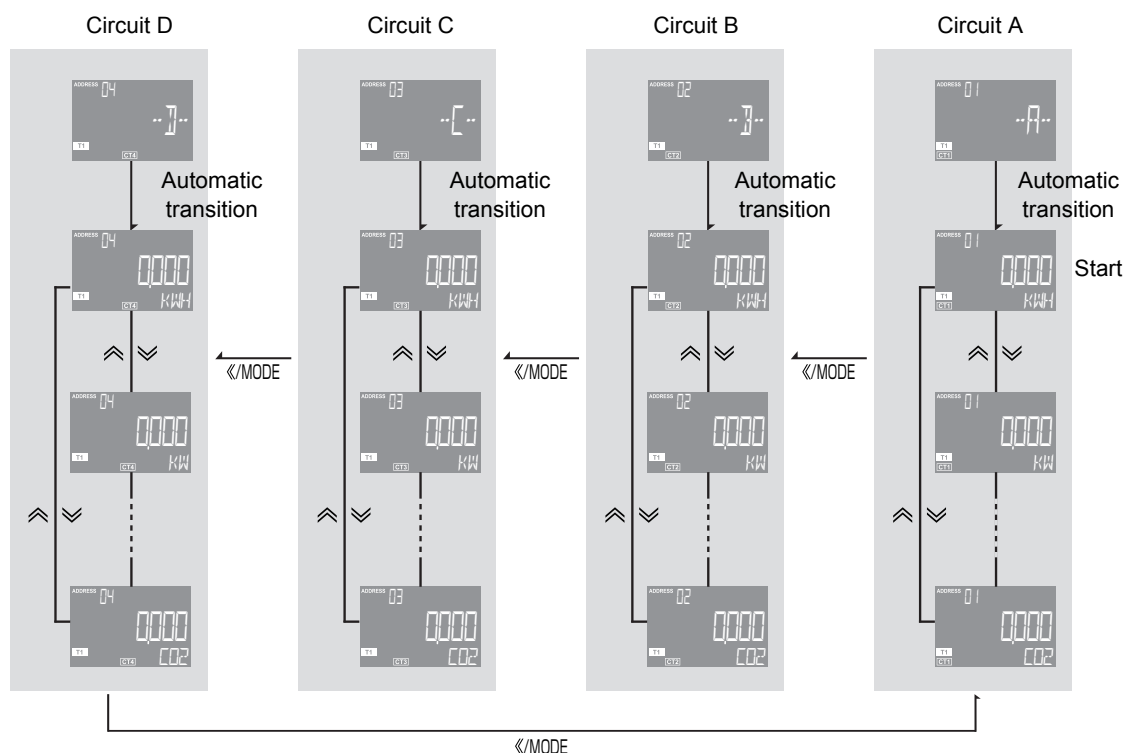 Circuit D Circuit C Circuit B Circuit A
ADDRESS 04 ADDRESS 03 ADDRESS 02 ADDRESS 01
--D-- --C-- --B-- --A--
T1 CT4 T1 CT3 T1 CT2 T1 CT1
Automatic Automatic Automatic Automatic
transition transition transition transition
ADDRESS 04 ADDRESS 03 ADDRESS 02 ADDRESS 01
0.000 0.000 0.000 0.000 Start
T1 CT4 KWH T1 CT3 KWH T1 CT2 KWH T1 CT1 KWH
《/MODE 《/MODE 《/MODE
ADDRESS 04 ADDRESS 03 ADDRESS 02 ADDRESS 01
0.000 0.000 0.000 0.000
T1 CT4 KW T1 CT3 KW T1 CT2 KW T1 CT1 KW
ADDRESS 04 ADDRESS 03 ADDRESS 02 ADDRESS 01
0.000 0.000 0.000 0.000
T1 CT4 CO2 T1 CT3 CO2 T1 CT2 CO2 T1 CT1 CO2
《/MODE